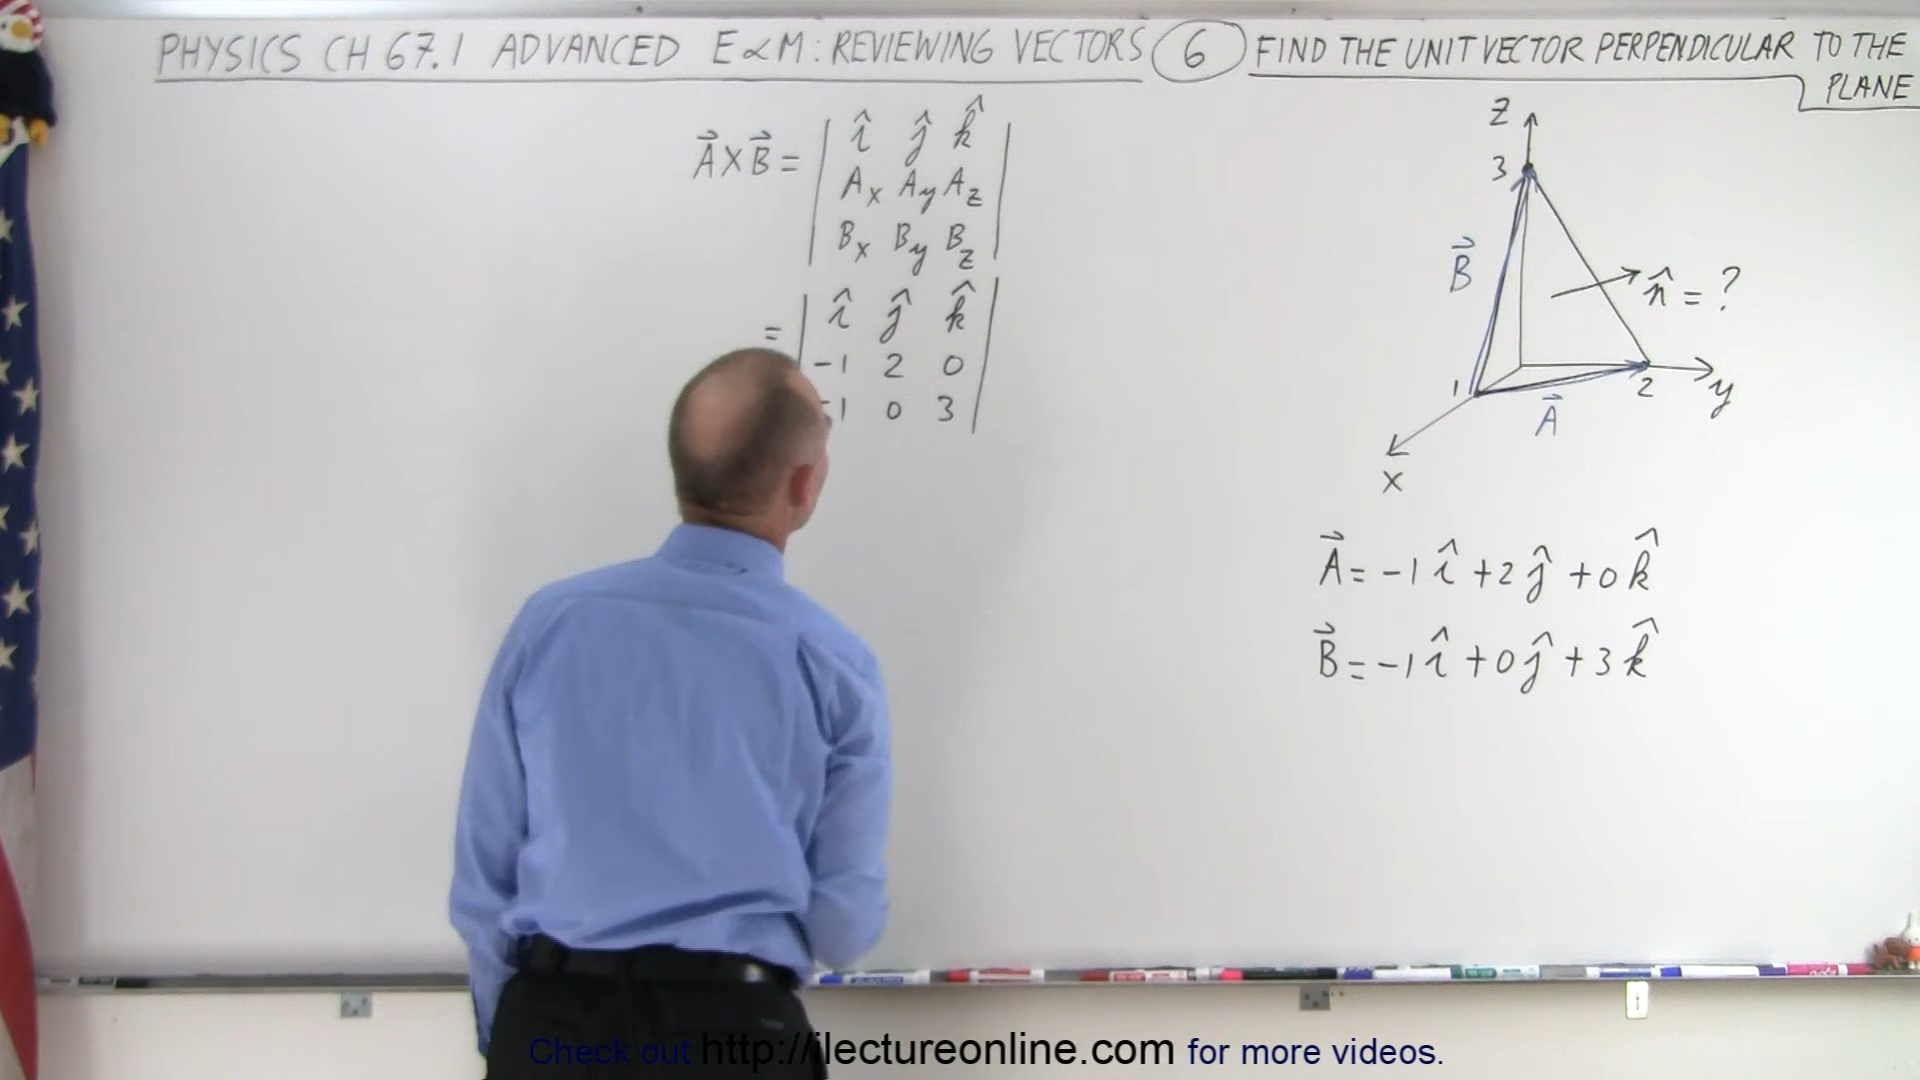 PHYSICS CH 67.1 ADVANCED E∝M: REVIEWING VECTORS (6) FIND THE UNIT VECTOR PERPENDICULAR TO THE
PLANE
A⃗ X B⃗ = | î ĵ k̂ |
| Ax Ay Az |
| Bx By Bz |
= | î ĵ k̂ |
| -1 2 0 |
| -1 0 3 |
Z
3
B⃗
n̂ = ?
1
A⃗
2
y
x
A⃗ = -1 î + 2 ĵ + 0 k̂
B⃗ = -1 î + 0 ĵ + 3 k̂
Check out http://ilectureonline.com for more videos.